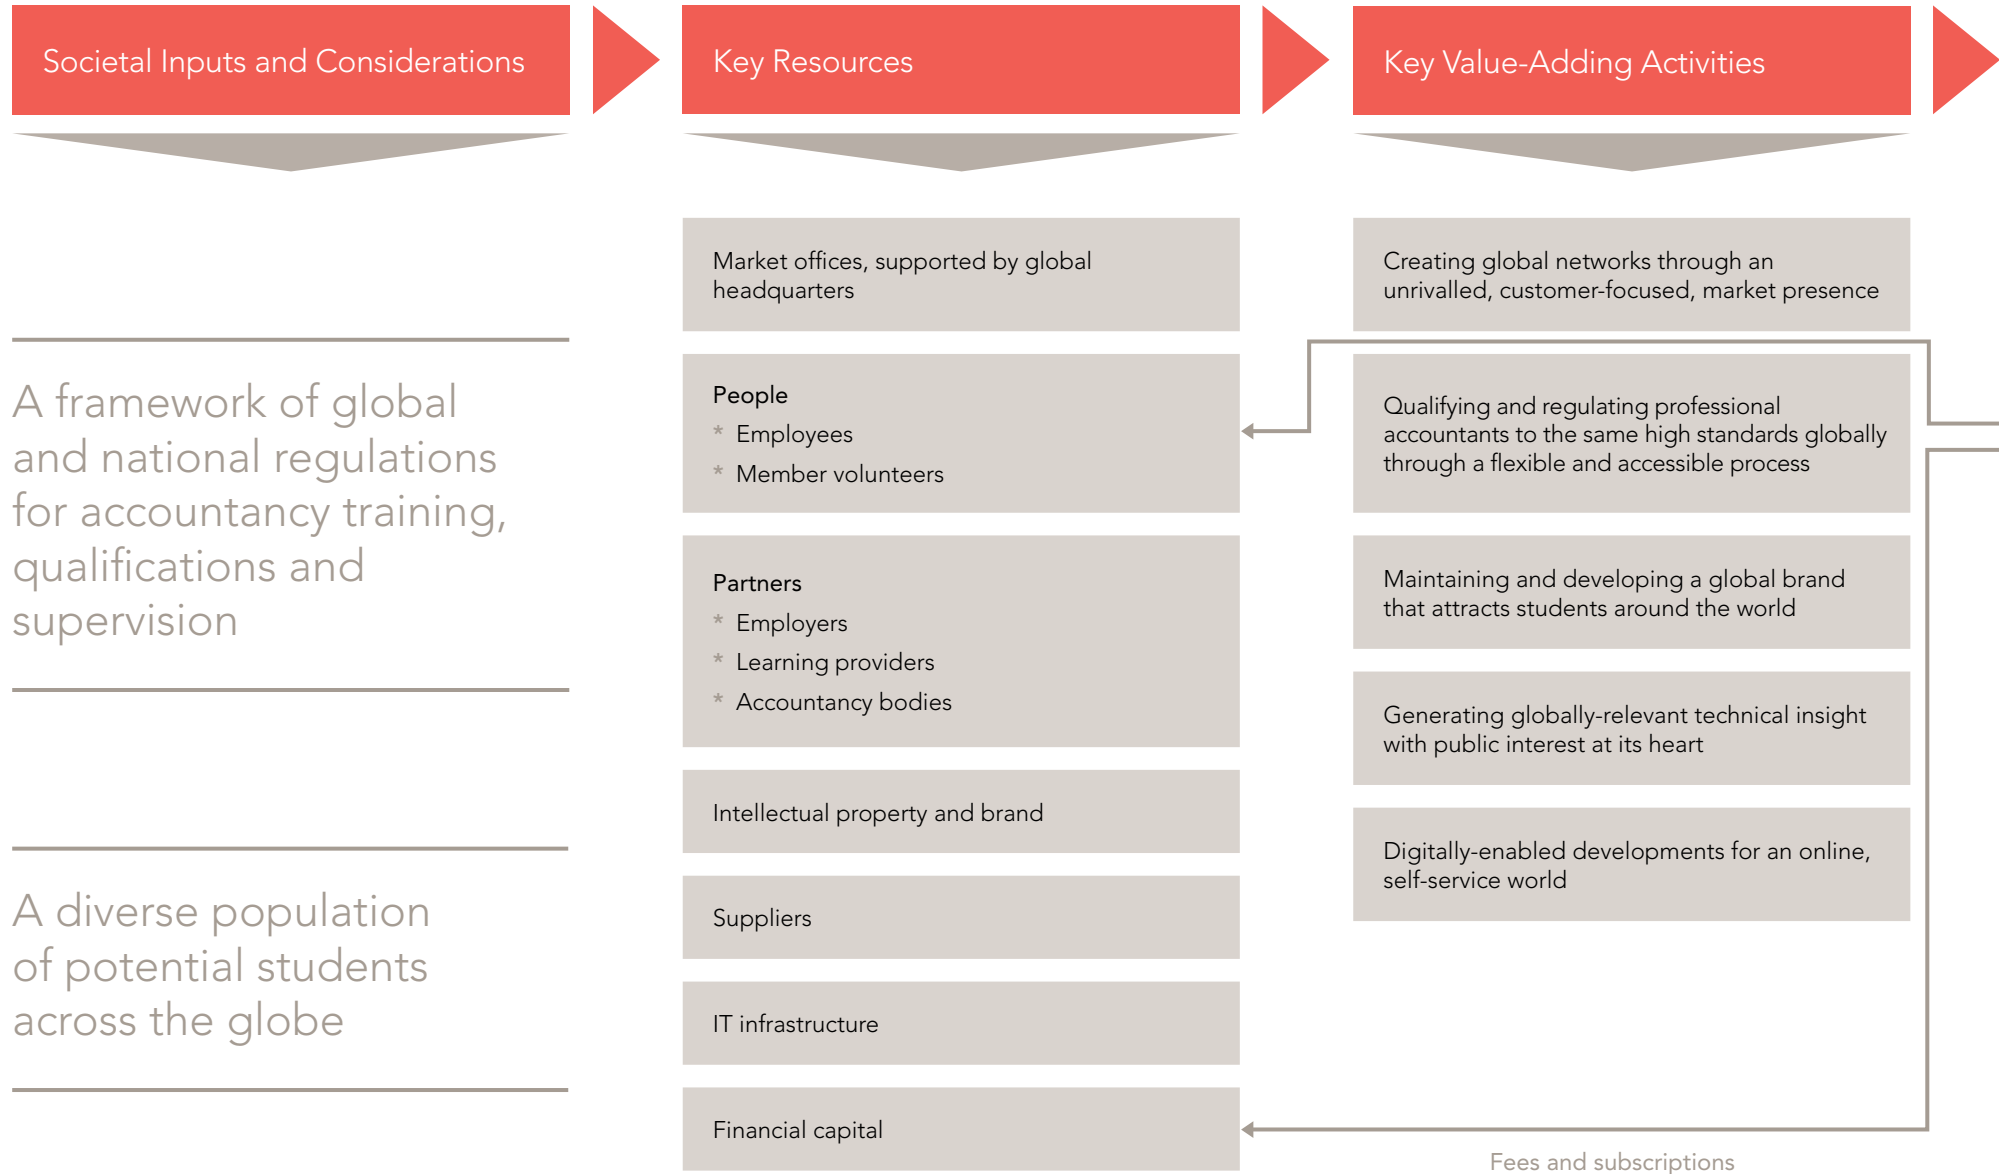 Societal Inputs and Considerations
Key Resources
Key Value-Adding Activities
A framework of global
and national regulations
for accountancy training,
qualifications and
supervision
A diverse population
of potential students
across the globe
Market offices, supported by global
headquarters
People
* Employees
* Member volunteers
Partners
* Employers
* Learning providers
* Accountancy bodies
Intellectual property and brand
Suppliers
IT infrastructure
Financial capital
Creating global networks through an
unrivalled, customer-focused, market presence
Qualifying and regulating professional
accountants to the same high standards globally
through a flexible and accessible process
Maintaining and developing a global brand
that attracts students around the world
Generating globally-relevant technical insight
with public interest at its heart
Digitally-enabled developments for an online,
self-service world
Fees and subscriptions